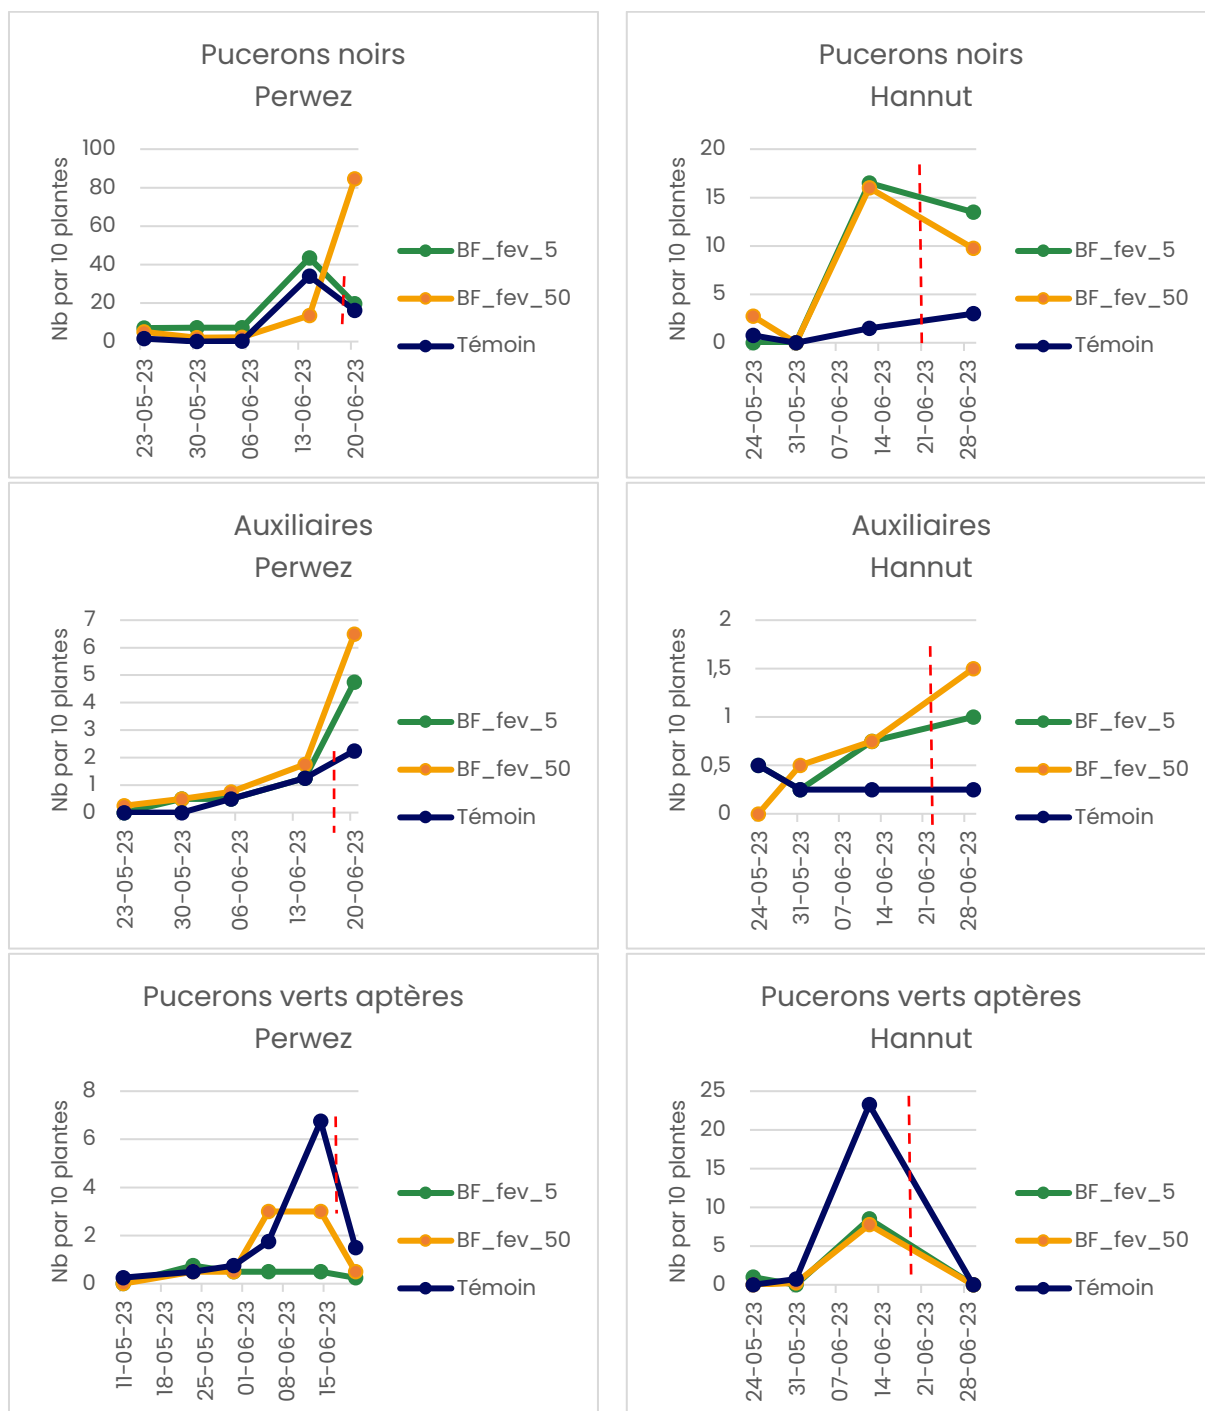 Pucerons noirs
Perwez
Nb par 10 plantes
100
80
60
40
20
0
23-05-23
30-05-23
06-06-23
13-06-23
20-06-23
BF_fev_5
BF_fev_50
Témoin
Pucerons noirs
Hannut
Nb par 10 plantes
20
15
10
5
0
24-05-23
31-05-23
07-06-23
14-06-23
21-06-23
28-06-23
BF_fev_5
BF_fev_50
Témoin
Auxiliaires
Perwez
Nb par 10 plantes
7
6
5
4
3
2
1
0
23-05-23
30-05-23
06-06-23
13-06-23
20-06-23
BF_fev_5
BF_fev_50
Témoin
Auxiliaires
Hannut
Nb par 10 plantes
2
1,5
1
0,5
0
24-05-23
31-05-23
07-06-23
14-06-23
21-06-23
28-06-23
BF_fev_5
BF_fev_50
Témoin
Pucerons verts aptères
Perwez
Nb par 10 plantes
8
6
4
2
0
11-05-23
18-05-23
25-05-23
01-06-23
08-06-23
15-06-23
BF_fev_5
BF_fev_50
Témoin
Pucerons verts aptères
Hannut
Nb par 10 plantes
25
20
15
10
5
0
24-05-23
31-05-23
07-06-23
14-06-23
21-06-23
28-06-23
BF_fev_5
BF_fev_50
Témoin